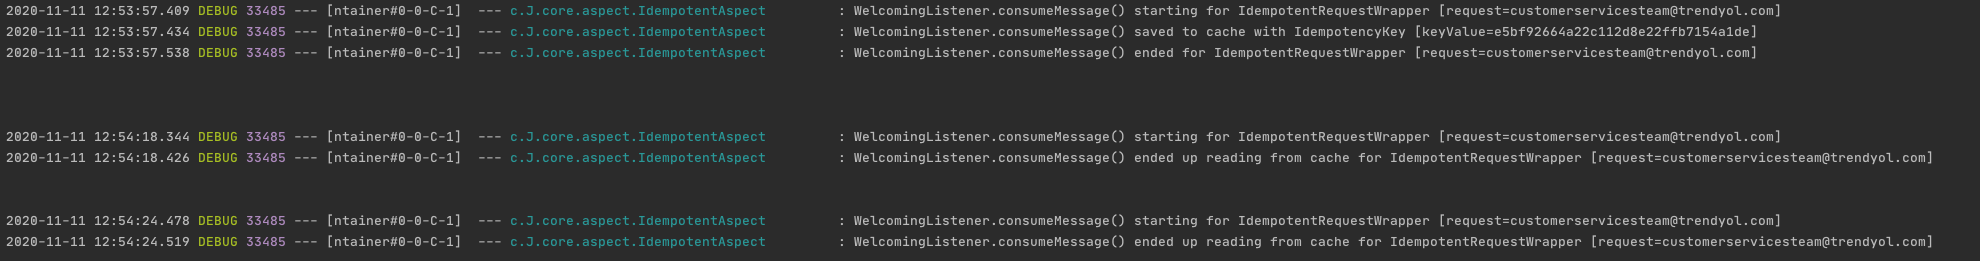 2020-11-11 12:53:57.409 DEBUG 33485 --- [ntainer#0-0-C-1]  --- c.J.core.aspect.IdempotentAspect         : WelcomingListener.consumeMessage() starting for IdempotentRequestWrapper [request=customerservicesteam@trendyol.com]
2020-11-11 12:53:57.434 DEBUG 33485 --- [ntainer#0-0-C-1]  --- c.J.core.aspect.IdempotentAspect         : WelcomingListener.consumeMessage() saved to cache with IdempotencyKey [keyValue=e5bf92664a22c112d8e22ffb7154a1de]
2020-11-11 12:53:57.538 DEBUG 33485 --- [ntainer#0-0-C-1]  --- c.J.core.aspect.IdempotentAspect         : WelcomingListener.consumeMessage() ended for IdempotentRequestWrapper [request=customerservicesteam@trendyol.com]
2020-11-11 12:54:18.344 DEBUG 33485 --- [ntainer#0-0-C-1]  --- c.J.core.aspect.IdempotentAspect         : WelcomingListener.consumeMessage() starting for IdempotentRequestWrapper [request=customerservicesteam@trendyol.com]
2020-11-11 12:54:18.426 DEBUG 33485 --- [ntainer#0-0-C-1]  --- c.J.core.aspect.IdempotentAspect         : WelcomingListener.consumeMessage() ended up reading from cache for IdempotentRequestWrapper [request=customerservicesteam@trendyol.com]
2020-11-11 12:54:24.478 DEBUG 33485 --- [ntainer#0-0-C-1]  --- c.J.core.aspect.IdempotentAspect         : WelcomingListener.consumeMessage() starting for IdempotentRequestWrapper [request=customerservicesteam@trendyol.com]
2020-11-11 12:54:24.519 DEBUG 33485 --- [ntainer#0-0-C-1]  --- c.J.core.aspect.IdempotentAspect         : WelcomingListener.consumeMessage() ended up reading from cache for IdempotentRequestWrapper [request=customerservicesteam@trendyol.com]